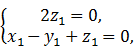 2z₁ = 0,
x₁ − y₁ + z₁ = 0,